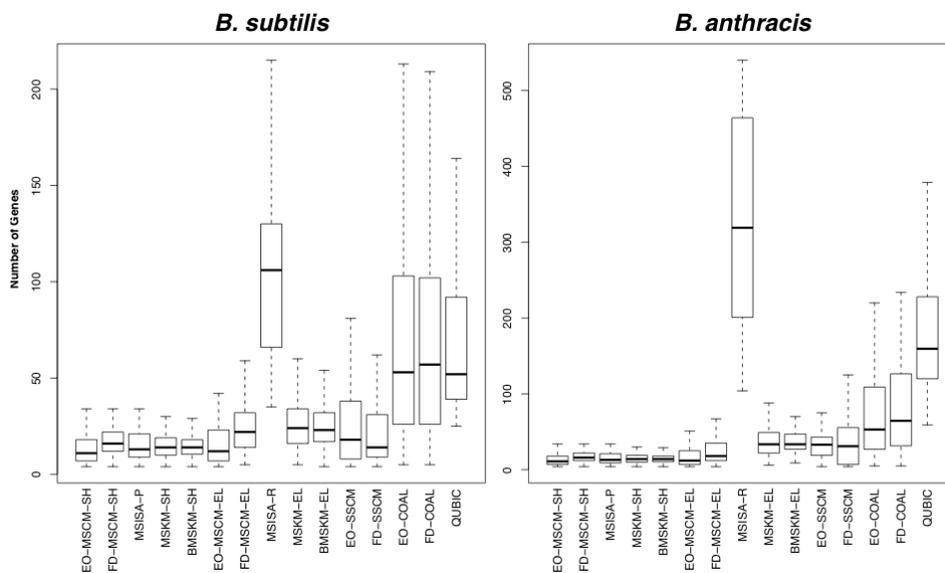 B. subtilis
B. anthracis
Number of Genes
0
50
100
150
200
EO−MSCM−SH
FD−MSCM−SH
MSISA−P
MSKM−SH
BMSKM−SH
EO−MSCM−EL
FD−MSCM−EL
MSISA−R
MSKM−EL
BMSKM−EL
EO−SSCM
FD−SSCM
EO−COAL
FD−COAL
QUBIC
0
100
200
300
400
500
EO−MSCM−SH
FD−MSCM−SH
MSISA−P
MSKM−SH
BMSKM−SH
EO−MSCM−EL
FD−MSCM−EL
MSISA−R
MSKM−EL
BMSKM−EL
EO−SSCM
FD−SSCM
EO−COAL
FD−COAL
QUBIC